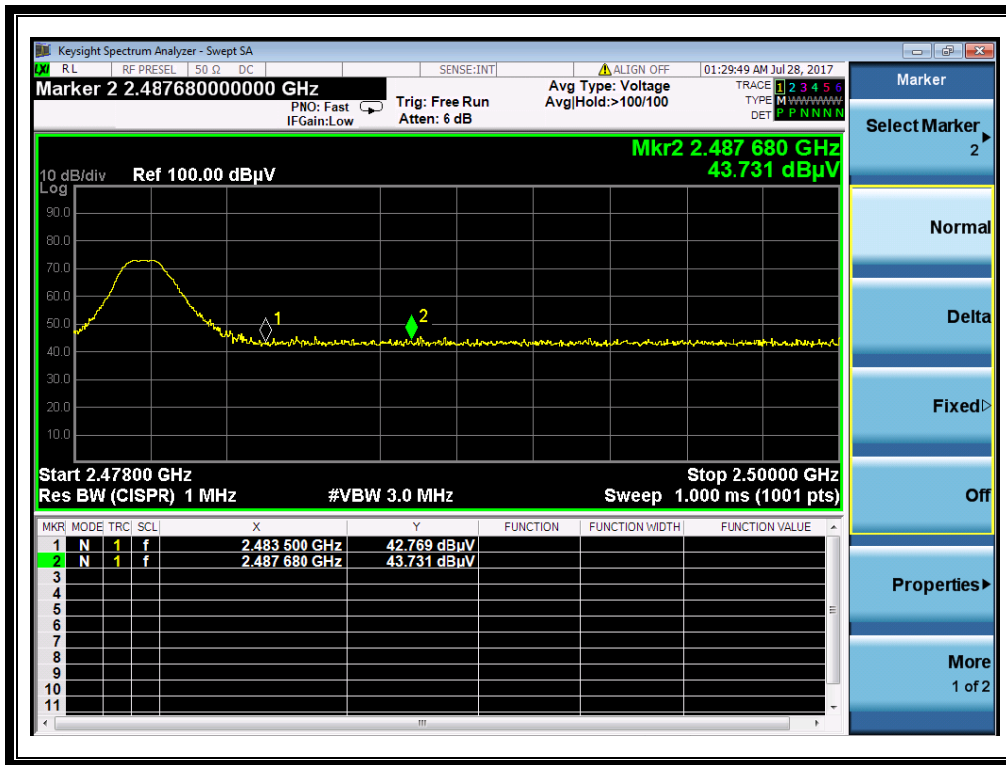 Keysight Spectrum Analyzer - Swept SA
LXI RL RF PRESEL 50 Ω DC SENSE:INT ALIGN OFF 01:29:49 AM Jul 28, 2017
Marker 2 2.487680000000 GHz
PNO: Fast
IFGain:Low
Trig: Free Run
Atten: 6 dB
Avg Type: Voltage
Avg|Hold:>100/100
TRACE 1 2 3 4 5 6
TYPE M WWWWW
DET P P N N N N
Mkr2 2.487 680 GHz
43.731 dBµV
10 dB/div Ref 100.00 dBµV
Log
90.0
80.0
70.0
60.0
50.0
40.0
30.0
20.0
10.0
1
2
Start 2.47800 GHz Stop 2.50000 GHz
Res BW (CISPR) 1 MHz #VBW 3.0 MHz Sweep 1.000 ms (1001 pts)
MKR MODE TRC SCL X Y FUNCTION FUNCTION WIDTH FUNCTION VALUE
1 N 1 f 2.483 500 GHz 42.769 dBµV
2 N 1 f 2.487 680 GHz 43.731 dBµV
3
4
5
6
7
8
9
10
11
Marker
Select Marker
2
Normal
Delta
Fixed
Off
Properties
More
1 of 2